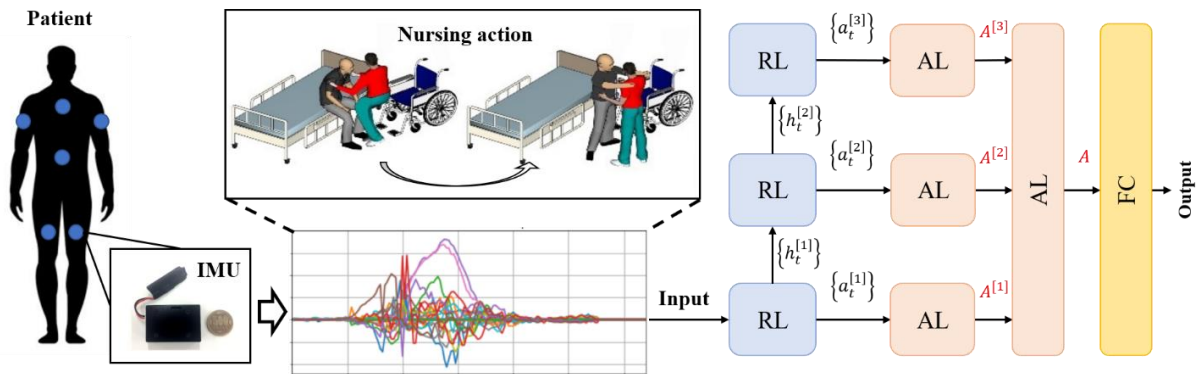 Patient
Nursing action
IMU
Input
RL
{a_t^{[3]}}
AL
A^{[3]}
{h_t^{[2]}}
RL
{a_t^{[2]}}
AL
A^{[2]}
{h_t^{[1]}}
RL
{a_t^{[1]}}
AL
A^{[1]}
AL
A
FC
Output